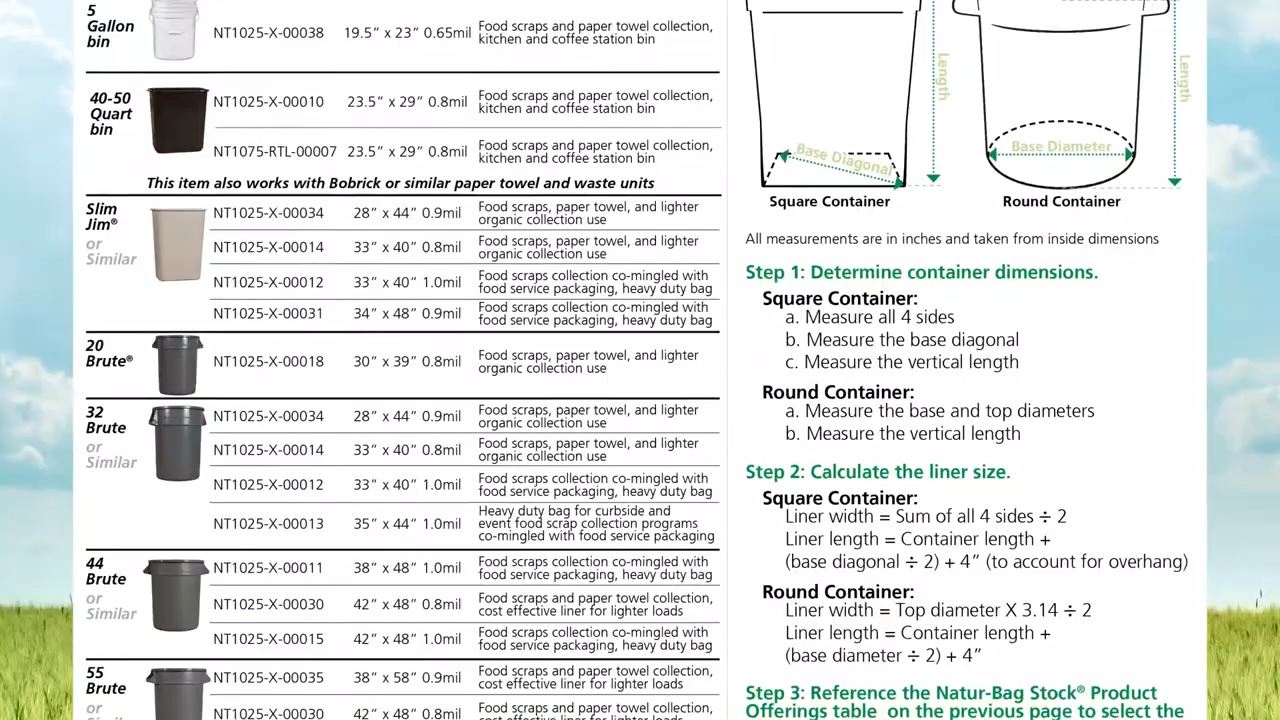 5
Gallon
bin
NT1025-X-00038 19.5” x 23” 0.65mil
Food scraps and paper towel collection,
kitchen and coffee station bin
40-50
Quart
bin
NT1025-X-00010 23.5” x 29” 0.8mil
Food scraps and paper towel collection,
kitchen and coffee station bin
NT1075-RTL-00007 23.5” x 29” 0.8mil
Food scraps and paper towel collection,
kitchen and coffee station bin
This item also works with Bobrick or similar paper towel and waste units
Slim
Jim®
or
Similar
NT1025-X-00034 28” x 44” 0.9mil
Food scraps, paper towel, and lighter
organic collection use
NT1025-X-00014 33” x 40” 0.8mil
Food scraps, paper towel, and lighter
organic collection use
NT1025-X-00012 33” x 40” 1.0mil
Food scraps collection co-mingled with
food service packaging, heavy duty bag
NT1025-X-00031 34” x 48” 0.9mil
Food scraps collection co-mingled with
food service packaging, heavy duty bag
20
Brute®
NT1025-X-00018 30” x 39” 0.8mil
Food scraps, paper towel, and lighter
organic collection use
32
Brute
or
Similar
NT1025-X-00034 28” x 44” 0.9mil
Food scraps, paper towel, and lighter
organic collection use
NT1025-X-00014 33” x 40” 0.8mil
Food scraps, paper towel, and lighter
organic collection use
NT1025-X-00012 33” x 40” 1.0mil
Food scraps collection co-mingled with
food service packaging, heavy duty bag
NT1025-X-00013 35” x 44” 1.0mil
Heavy duty bag for curbside and
event food scrap collection programs
co-mingled with food service packaging
44
Brute
or
Similar
NT1025-X-00011 38” x 48” 1.0mil
Food scraps collection co-mingled with
food service packaging, heavy duty bag
NT1025-X-00030 42” x 48” 0.8mil
Food scraps and paper towel collection,
cost effective liner for lighter loads
NT1025-X-00015 42” x 48” 1.0mil
Food scraps collection co-mingled with
food service packaging, heavy duty bag
55
Brute
or
Similar
NT1025-X-00035 38” x 58” 0.9mil
Food scraps and paper towel collection,
cost effective liner for lighter loads
NT1025-X-00030 42” x 48” 0.8mil
Food scraps and paper towel collection,
cost effective liner for lighter loads
Length
Base Diagonal
Square Container
Length
Base Diameter
Round Container
All measurements are in inches and taken from inside dimensions
Step 1: Determine container dimensions.
Square Container:
a. Measure all 4 sides
b. Measure the base diagonal
c. Measure the vertical length
Round Container:
a. Measure the base and top diameters
b. Measure the vertical length
Step 2: Calculate the liner size.
Square Container:
Liner width = Sum of all 4 sides ÷ 2
Liner length = Container length +
(base diagonal ÷ 2) + 4” (to account for overhang)
Round Container:
Liner width = Top diameter X 3.14 ÷ 2
Liner length = Container length +
(base diameter ÷ 2) + 4”
Step 3: Reference the Natur-Bag Stock® Product
Offerings table on the previous page to select the